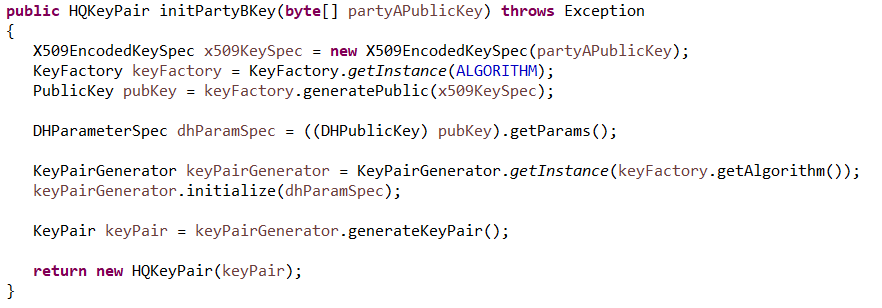 public HQKeyPair initPartyBKey(byte[] partyAPublicKey) throws Exception
{
X509EncodedKeySpec x509KeySpec = new X509EncodedKeySpec(partyAPublicKey);
KeyFactory keyFactory = KeyFactory.getInstance(ALGORITHM);
PublicKey pubKey = keyFactory.generatePublic(x509KeySpec);
DHParameterSpec dhParamSpec = ((DHPublicKey) pubKey).getParams();
KeyPairGenerator keyPairGenerator = KeyPairGenerator.getInstance(keyFactory.getAlgorithm());
keyPairGenerator.initialize(dhParamSpec);
KeyPair keyPair = keyPairGenerator.generateKeyPair();
return new HQKeyPair(keyPair);
}